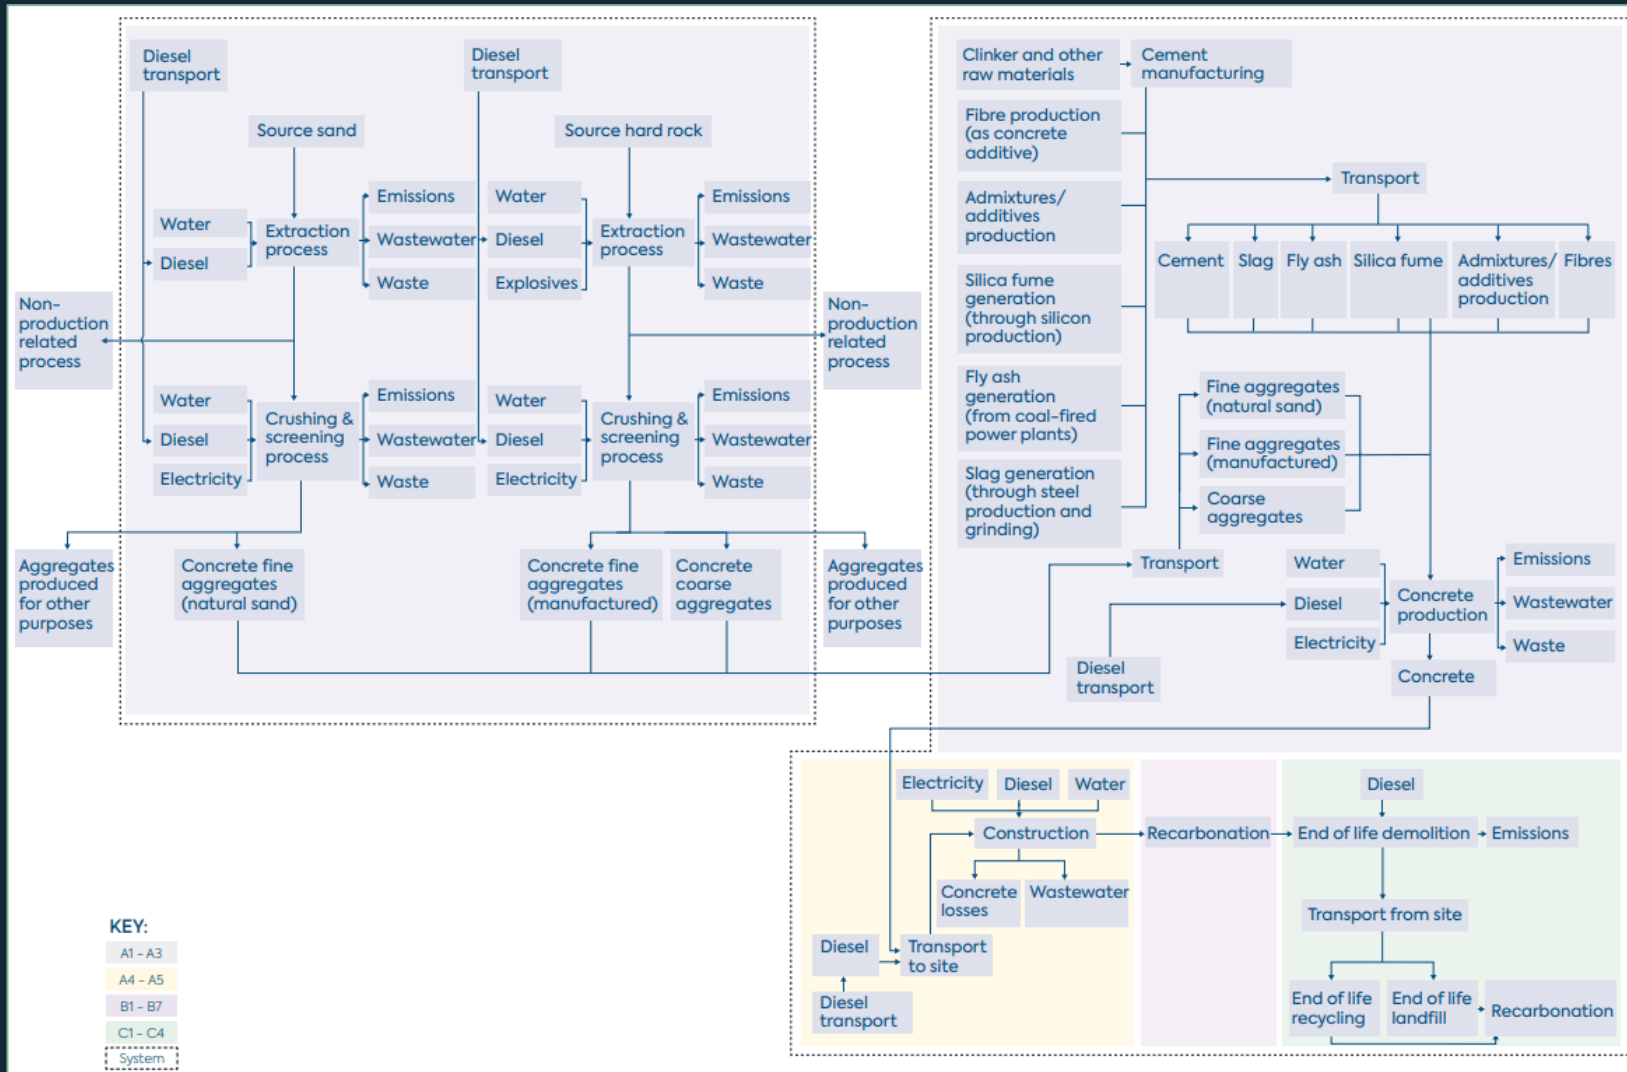 Diesel
transport
Diesel
transport
Source sand
Source hard rock
Water
Diesel
Extraction
process
Emissions
Wastewater
Waste
Water
Diesel
Explosives
Extraction
process
Emissions
Wastewater
Waste
Non-
production
related
process
Non-
production
related
process
Water
Diesel
Electricity
Crushing &
screening
process
Emissions
Wastewater
Waste
Water
Diesel
Electricity
Crushing &
screening
process
Emissions
Wastewater
Waste
Aggregates
produced
for other
purposes
Concrete fine
aggregates
(natural sand)
Concrete fine
aggregates
(manufactured)
Concrete
coarse
aggregates
Aggregates
produced
for other
purposes
Clinker and other
raw materials
Cement
manufacturing
Fibre production
(as concrete
additive)
Admixtures/
additives
production
Silica fume
generation
(through silicon
production)
Fly ash
generation
(from coal-fired
power plants)
Slag generation
(through steel
production and
grinding)
Transport
Cement
Slag
Fly ash
Silica fume
Admixtures/
additives
production
Fibres
Fine aggregates
(natural sand)
Fine aggregates
(manufactured)
Coarse
aggregates
Transport
Water
Diesel
Electricity
Concrete
production
Emissions
Wastewater
Waste
Diesel
transport
Concrete
Electricity
Diesel
Water
Construction
Concrete
losses
Wastewater
Diesel
Transport
to site
Diesel
transport
Recarbonation
Diesel
End of life demolition
Emissions
Transport from site
End of life
recycling
End of life
landfill
Recarbonation
KEY:
A1 - A3
A4 - A5
B1 - B7
C1 - C4
System